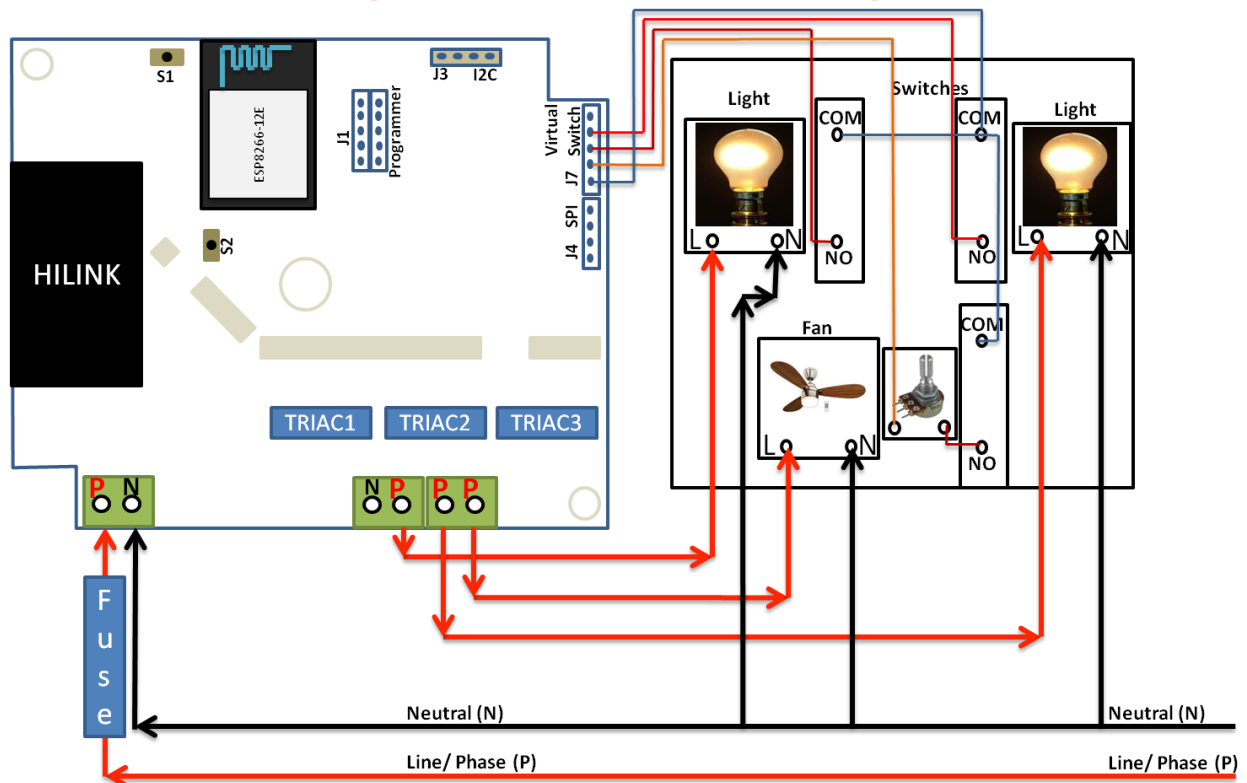 S1
J3
I2C
ESP8266-12E
J1
Programmer
Virtual
Switch
J7
SPI
J4
S2
HILINK
TRIAC1
TRIAC2
TRIAC3
P
N
N
P
P
P
Fuse
Light
Switches
Light
COM
COM
L
N
NO
NO
L
N
Fan
COM
L
N
NO
Neutral (N)
Neutral (N)
Line/ Phase (P)
Line/ Phase (P)